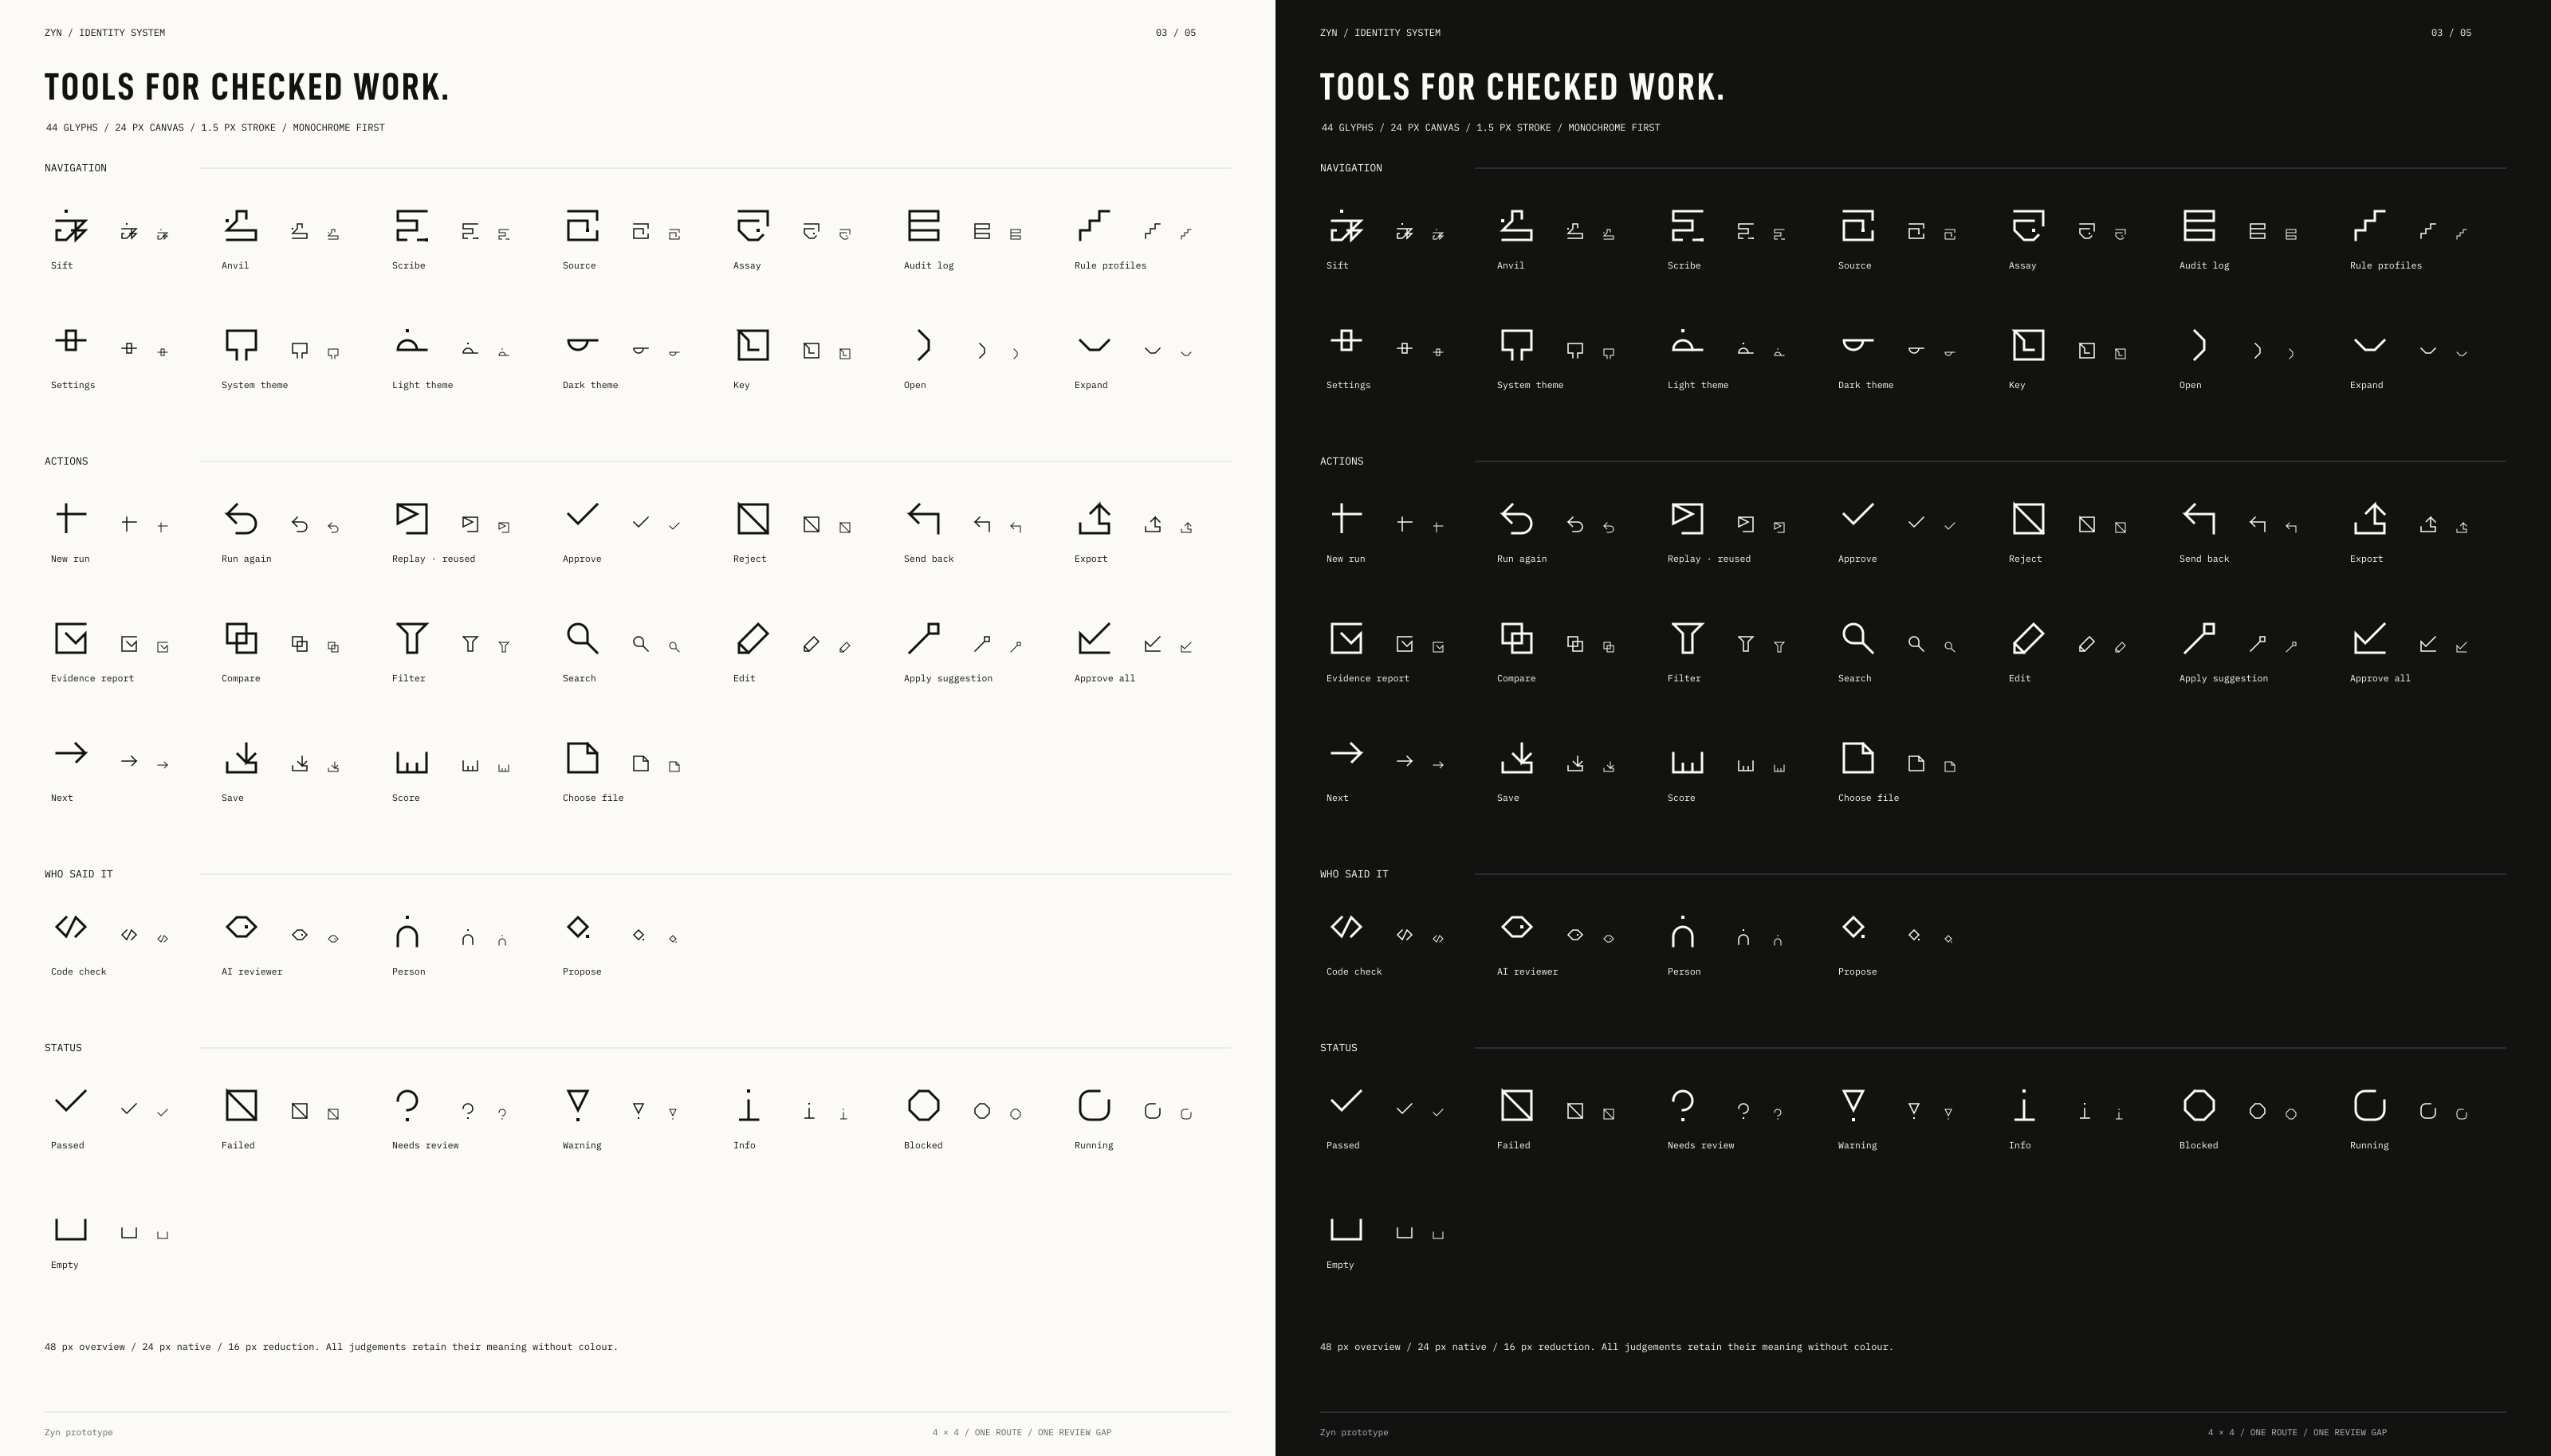 ZYN / IDENTITY SYSTEM
03 / 05
TOOLS FOR CHECKED WORK.
44 GLYPHS / 24 PX CANVAS / 1.5 PX STROKE / MONOCHROME FIRST
NAVIGATION
Sift
Anvil
Scribe
Source
Assay
Audit log
Rule profiles
Settings
System theme
Light theme
Dark theme
Key
Open
Expand
ACTIONS
New run
Run again
Replay · reused
Approve
Reject
Send back
Export
Evidence report
Compare
Filter
Search
Edit
Apply suggestion
Approve all
Next
Save
Score
Choose file
WHO SAID IT
Code check
AI reviewer
Person
Propose
STATUS
Passed
Failed
Needs review
Warning
Info
Blocked
Running
Empty
48 px overview / 24 px native / 16 px reduction. All judgements retain their meaning without colour.
Zyn prototype
4 × 4 / ONE ROUTE / ONE REVIEW GAP
ZYN / IDENTITY SYSTEM
03 / 05
TOOLS FOR CHECKED WORK.
44 GLYPHS / 24 PX CANVAS / 1.5 PX STROKE / MONOCHROME FIRST
NAVIGATION
Sift
Anvil
Scribe
Source
Assay
Audit log
Rule profiles
Settings
System theme
Light theme
Dark theme
Key
Open
Expand
ACTIONS
New run
Run again
Replay · reused
Approve
Reject
Send back
Export
Evidence report
Compare
Filter
Search
Edit
Apply suggestion
Approve all
Next
Save
Score
Choose file
WHO SAID IT
Code check
AI reviewer
Person
Propose
STATUS
Passed
Failed
Needs review
Warning
Info
Blocked
Running
Empty
48 px overview / 24 px native / 16 px reduction. All judgements retain their meaning without colour.
Zyn prototype
4 × 4 / ONE ROUTE / ONE REVIEW GAP